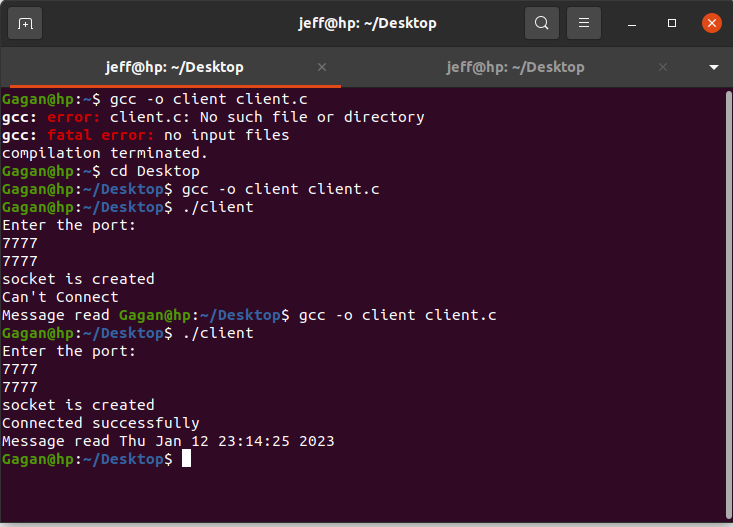 jeff@hp: ~/Desktop
jeff@hp: ~/Desktop × jeff@hp: ~/Desktop ×
Gagan@hp:~$ gcc -o client client.c
gcc: error: client.c: No such file or directory
gcc: fatal error: no input files
compilation terminated.
Gagan@hp:~$ cd Desktop
Gagan@hp:~/Desktop$ gcc -o client client.c
Gagan@hp:~/Desktop$ ./client
Enter the port:
7777
7777
socket is created
Can't Connect
Message read Gagan@hp:~/Desktop$ gcc -o client client.c
Gagan@hp:~/Desktop$ ./client
Enter the port:
7777
7777
socket is created
Connected successfully
Message read Thu Jan 12 23:14:25 2023
Gagan@hp:~/Desktop$